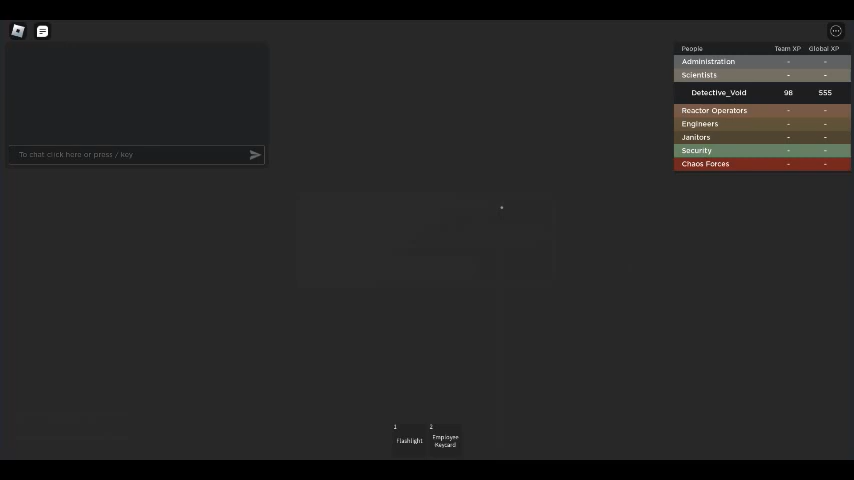 People Team XP Global XP
Administration - -
Scientists - -
Detective_Void 98 555
Reactor Operators - -
Engineers - -
Janitors - -
Security - -
Chaos Forces - -
To chat click here or press / key
1 2
Flashlight Employee
Keycard